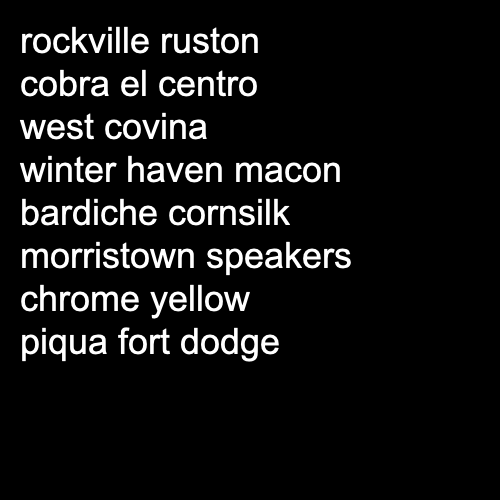 rockville ruston
cobra el centro
west covina
winter haven macon
bardiche cornsilk
morristown speakers
chrome yellow
piqua fort dodge